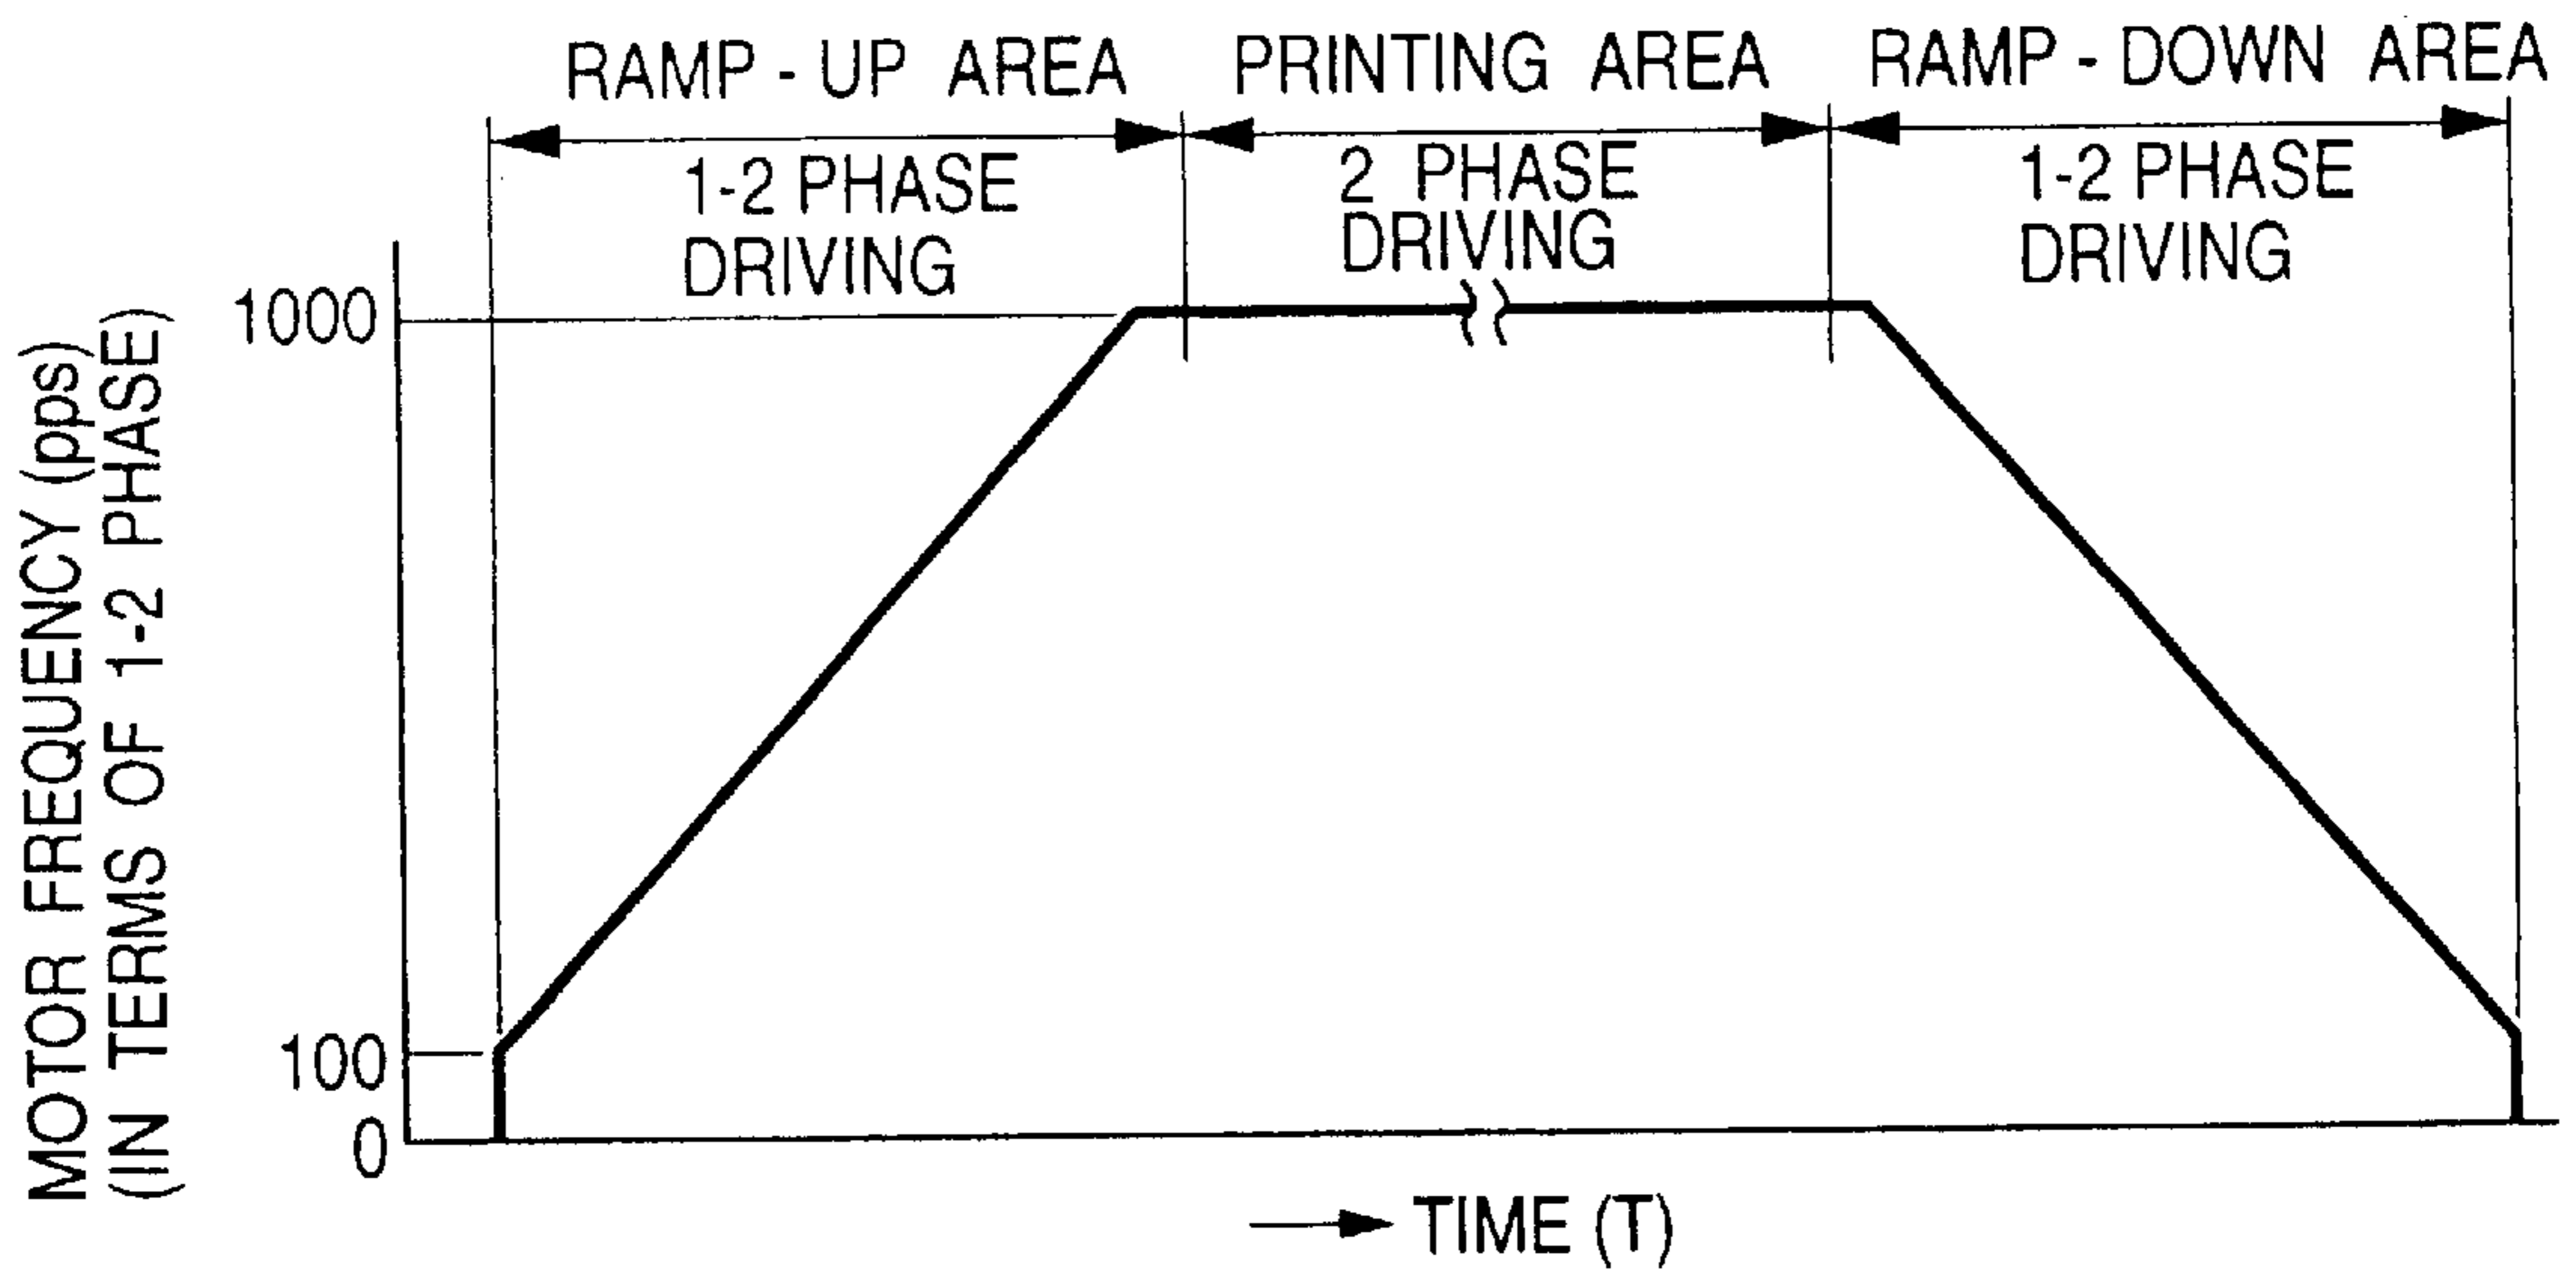 RAMP - UP AREA
PRINTING AREA
RAMP - DOWN AREA
1-2 PHASE
DRIVING
2 PHASE
DRIVING
1-2 PHASE
DRIVING
MOTOR FREQUENCY (pps)
(IN TERMS OF 1-2 PHASE)
1000
100
0
TIME (T)